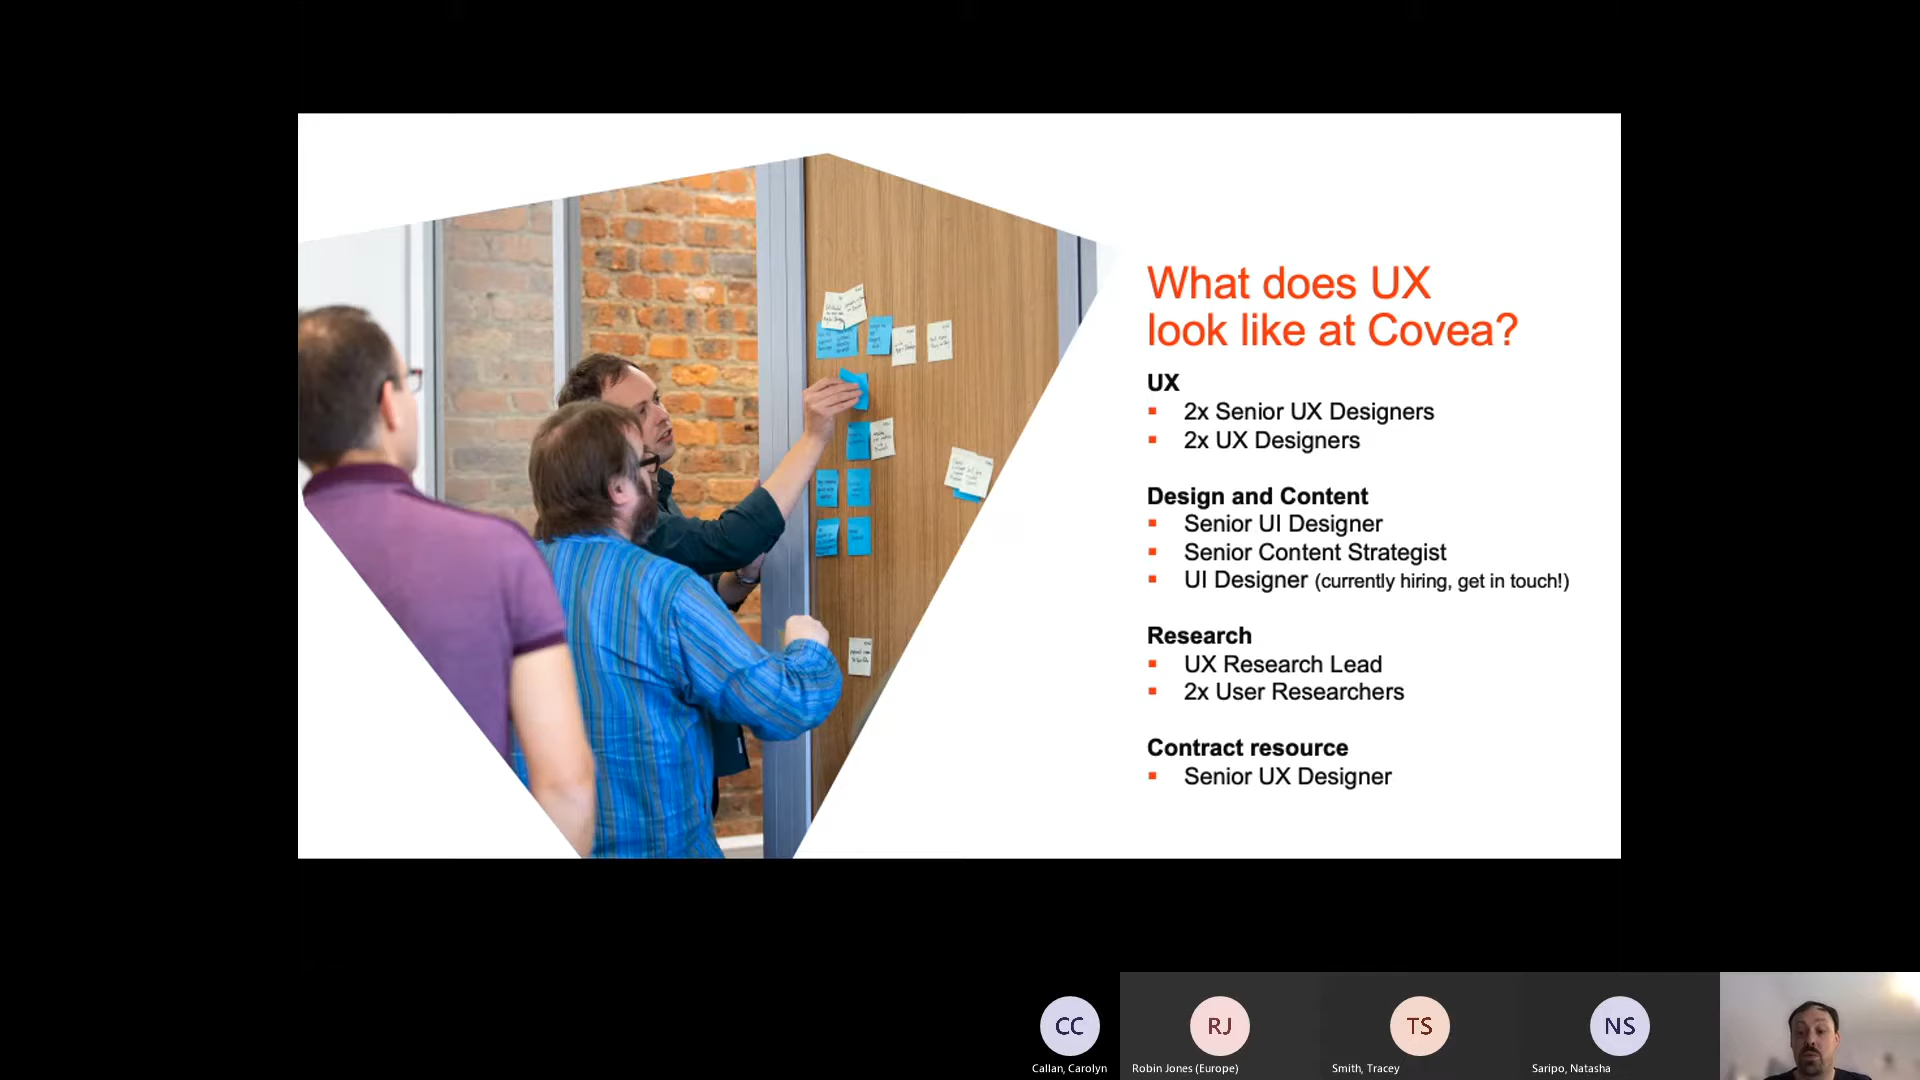 What does UX
look like at Covea?
UX
▪ 2x Senior UX Designers
▪ 2x UX Designers
Design and Content
▪ Senior UI Designer
▪ Senior Content Strategist
▪ UI Designer (currently hiring, get in touch!)
Research
▪ UX Research Lead
▪ 2x User Researchers
Contract resource
▪ Senior UX Designer
CC
Callan, Carolyn
RJ
Robin Jones (Europe)
TS
Smith, Tracey
NS
Saripo, Natasha